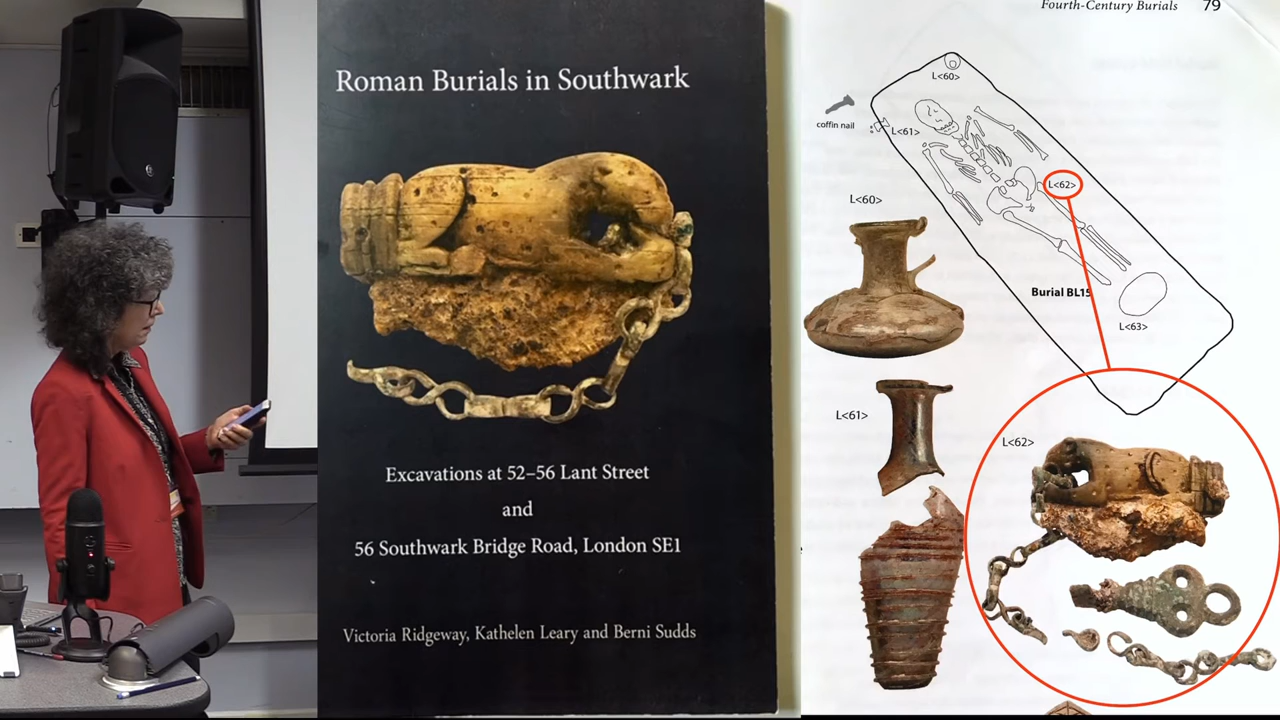 Roman Burials in Southwark
Excavations at 52–56 Lant Street
and
56 Southwark Bridge Road, London SE1
Victoria Ridgeway, Kathelen Leary and Berni Sudds
Fourth-Century Burials 79
L<60>
coffin nail
L<61>
L<62>
L<60>
Burial BL15
L<63>
L<61>
L<62>